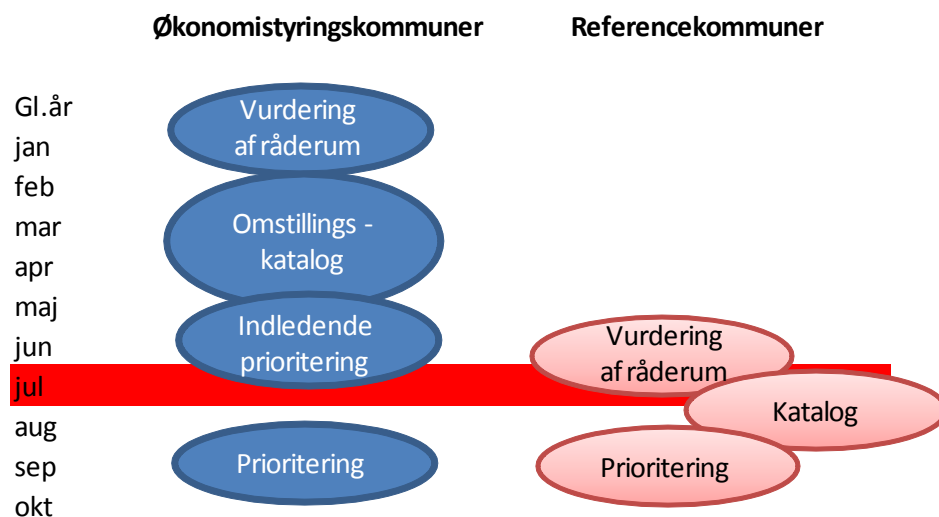 Økonomistyringskommuner
Referencekommuner
Gl.år
jan
feb
mar
apr
maj
jun
jul
aug
sep
okt
Vurdering
af råderum
Omstillings -
katalog
Indledende
prioritering
Prioritering
Vurdering
af råderum
Katalog
Prioritering